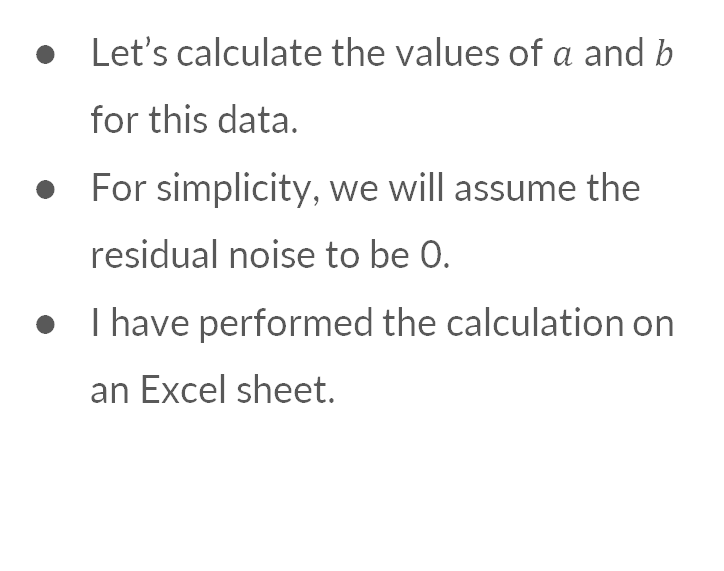 ● Let’s calculate the values of a and b
for this data.
● For simplicity, we will assume the
residual noise to be 0.
● I have performed the calculation on
an Excel sheet.